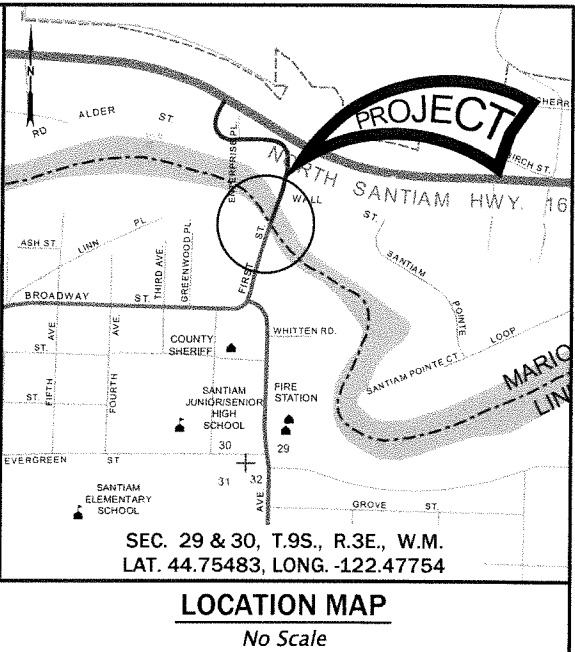 N
RD
ALDER
ST
ENTERPRISE PL.
PROJECT
CHERR
BIRCH ST.
NORTH SANTIAM HWY. 16
WALL
ST.
FIRST ST.
ASH ST.
LINN PL
THIRD AVE.
GREENWOOD PL.
SANTIAM
POINTE
LOOP
BROADWAY ST.
FIFTH AVE.
FOURTH AVE.
ST.
COUNTY
SHERIFF
WHITTEN RD.
SANTIAM POINTE CT.
MARIO
LIN
ST.
SANTIAM
JUNIOR/SENIOR
HIGH
SCHOOL
FIRE
STATION
30
29
EVERGREEN ST
31
32
AVE.
SANTIAM
ELEMENTARY
SCHOOL
GROVE ST.
SEC. 29 & 30, T.9S., R.3E., W.M.
LAT. 44.75483, LONG. -122.47754
LOCATION MAP
No Scale